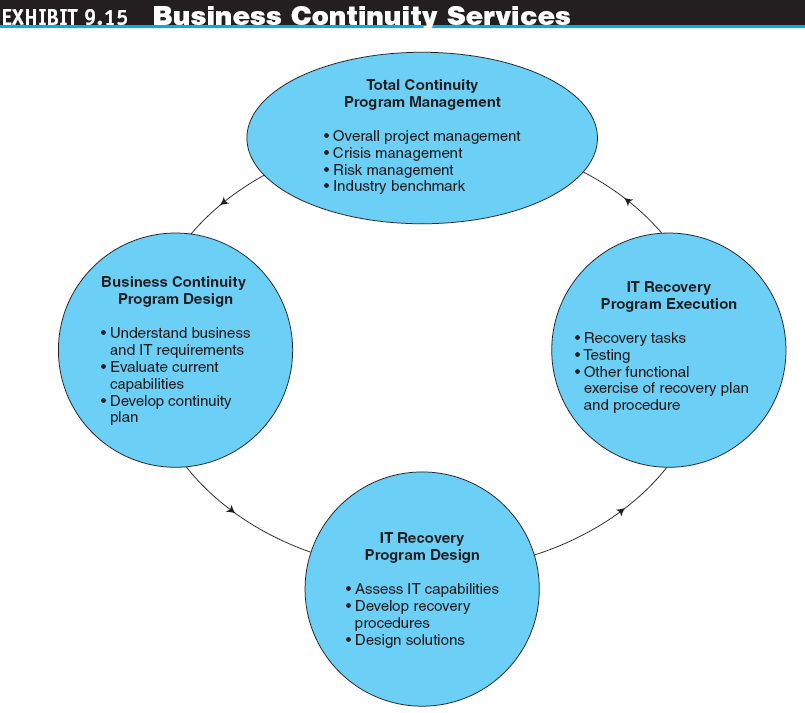 EXHIBIT 9.15 Business Continuity Services
Total Continuity
Program Management
• Overall project management
• Crisis management
• Risk management
• Industry benchmark
Business Continuity
Program Design
• Understand business
and IT requirements
• Evaluate current
capabilities
• Develop continuity
plan
IT Recovery
Program Execution
• Recovery tasks
• Testing
• Other functional
exercise of recovery plan
and procedure
IT Recovery
Program Design
• Assess IT capabilities
• Develop recovery
procedures
• Design solutions